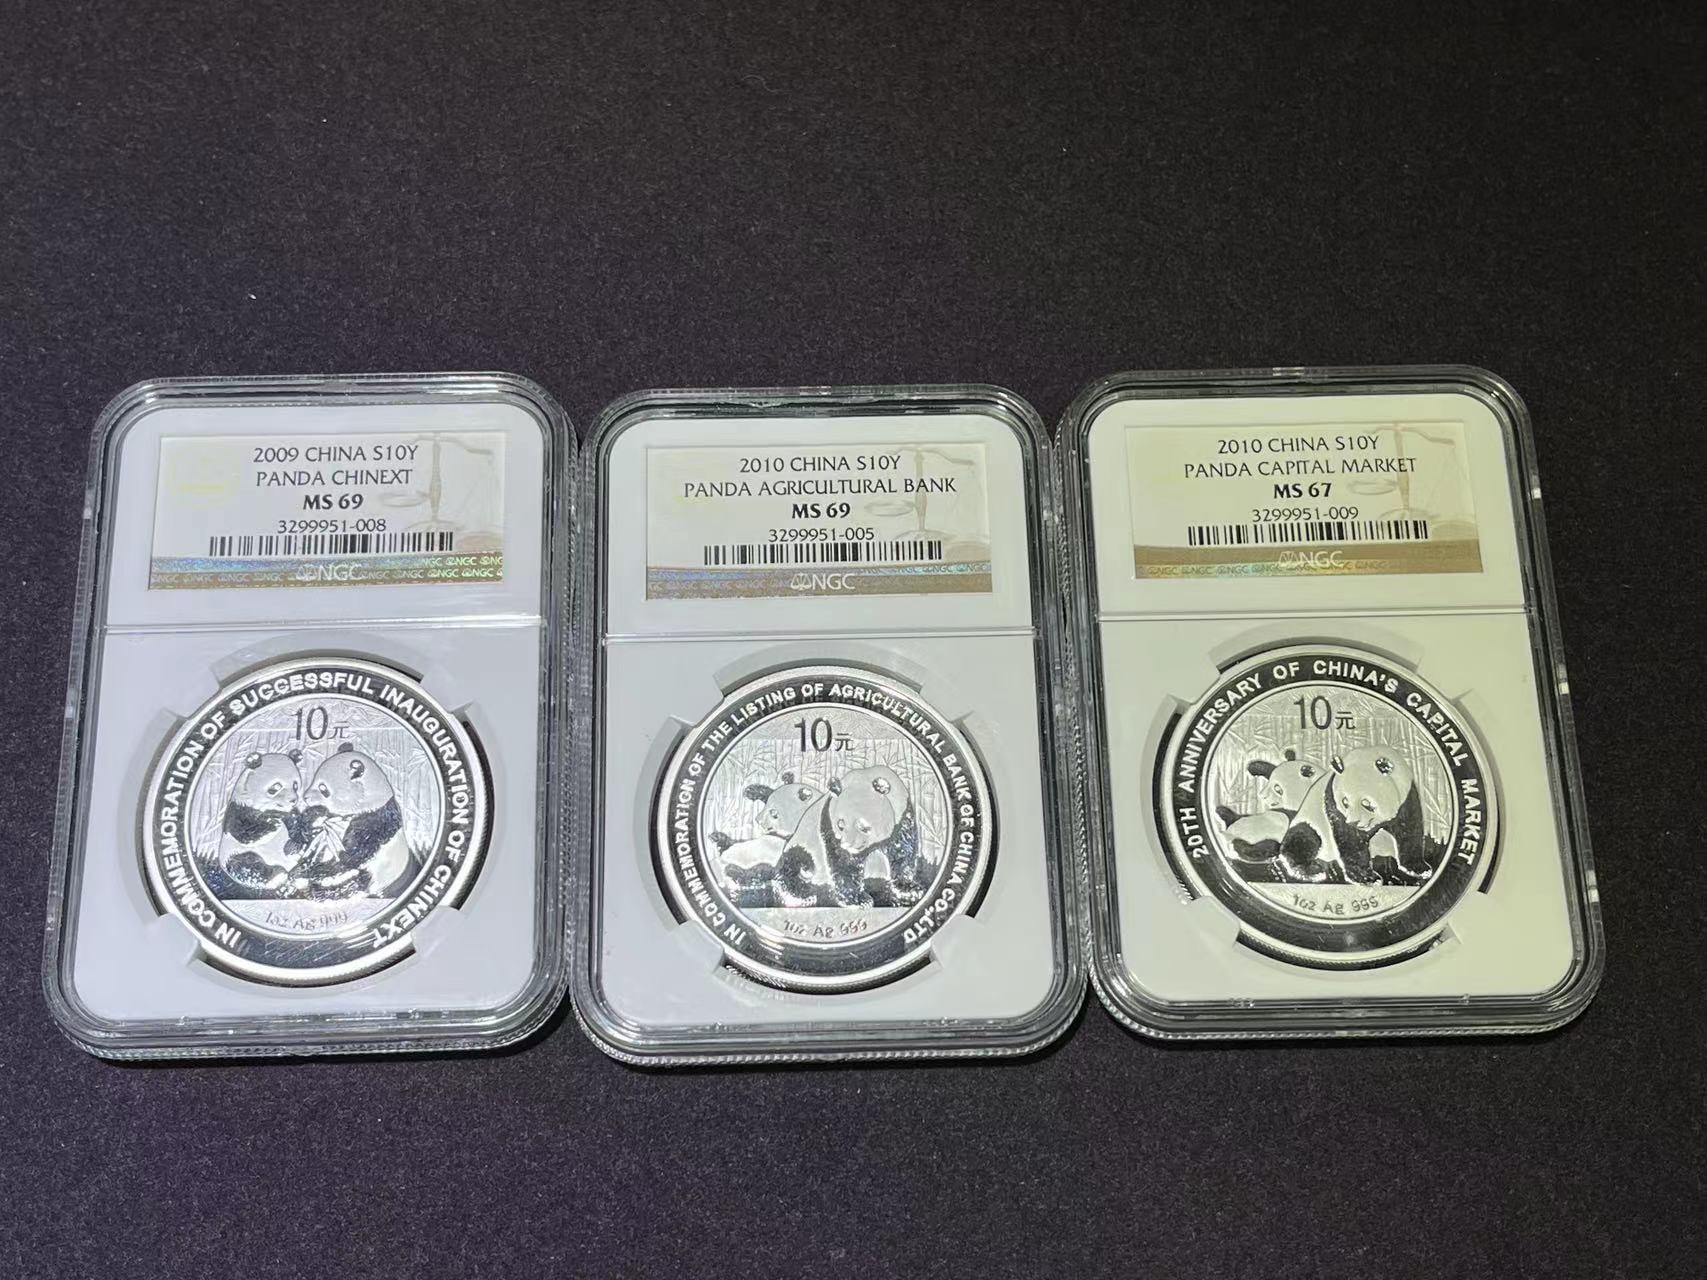 2009 CHINA S10Y
PANDA CHINEXT
MS 69
3299951-008
NGC
IN COMMEMORATION OF SUCCESSFUL INAUGURATION OF CHINEXT
10元
1oz Ag 999
2010 CHINA S10Y
PANDA AGRICULTURAL BANK
MS 69
3299951-005
NGC
IN COMMEMORATION OF THE LISTING OF AGRICULTURAL BANK OF CHINA CO.,LTD
10元
1oz Ag 999
2010 CHINA S10Y
PANDA CAPITAL MARKET
MS 67
3299951-009
NGC
20TH ANNIVERSARY OF CHINA'S CAPITAL MARKET
10元
1oz Ag 999